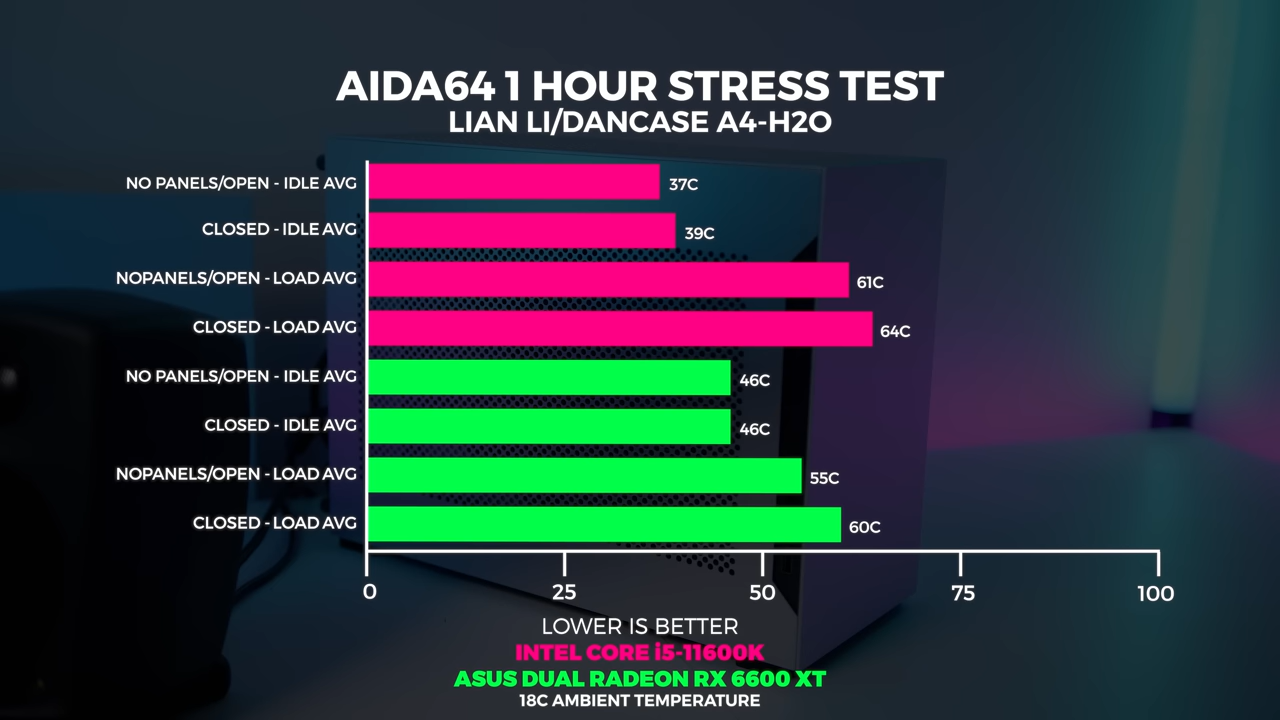 AIDA64 1 HOUR STRESS TEST
LIAN LI/DANCASE A4-H2O
NO PANELS/OPEN - IDLE AVG 37C
CLOSED - IDLE AVG 39C
NOPANELS/OPEN - LOAD AVG 61C
CLOSED - LOAD AVG 64C
NO PANELS/OPEN - IDLE AVG 46C
CLOSED - IDLE AVG 46C
NOPANELS/OPEN - LOAD AVG 55C
CLOSED - LOAD AVG 60C
0 25 50 75 100
LOWER IS BETTER
INTEL CORE i5-11600K
ASUS DUAL RADEON RX 6600 XT
18C AMBIENT TEMPERATURE